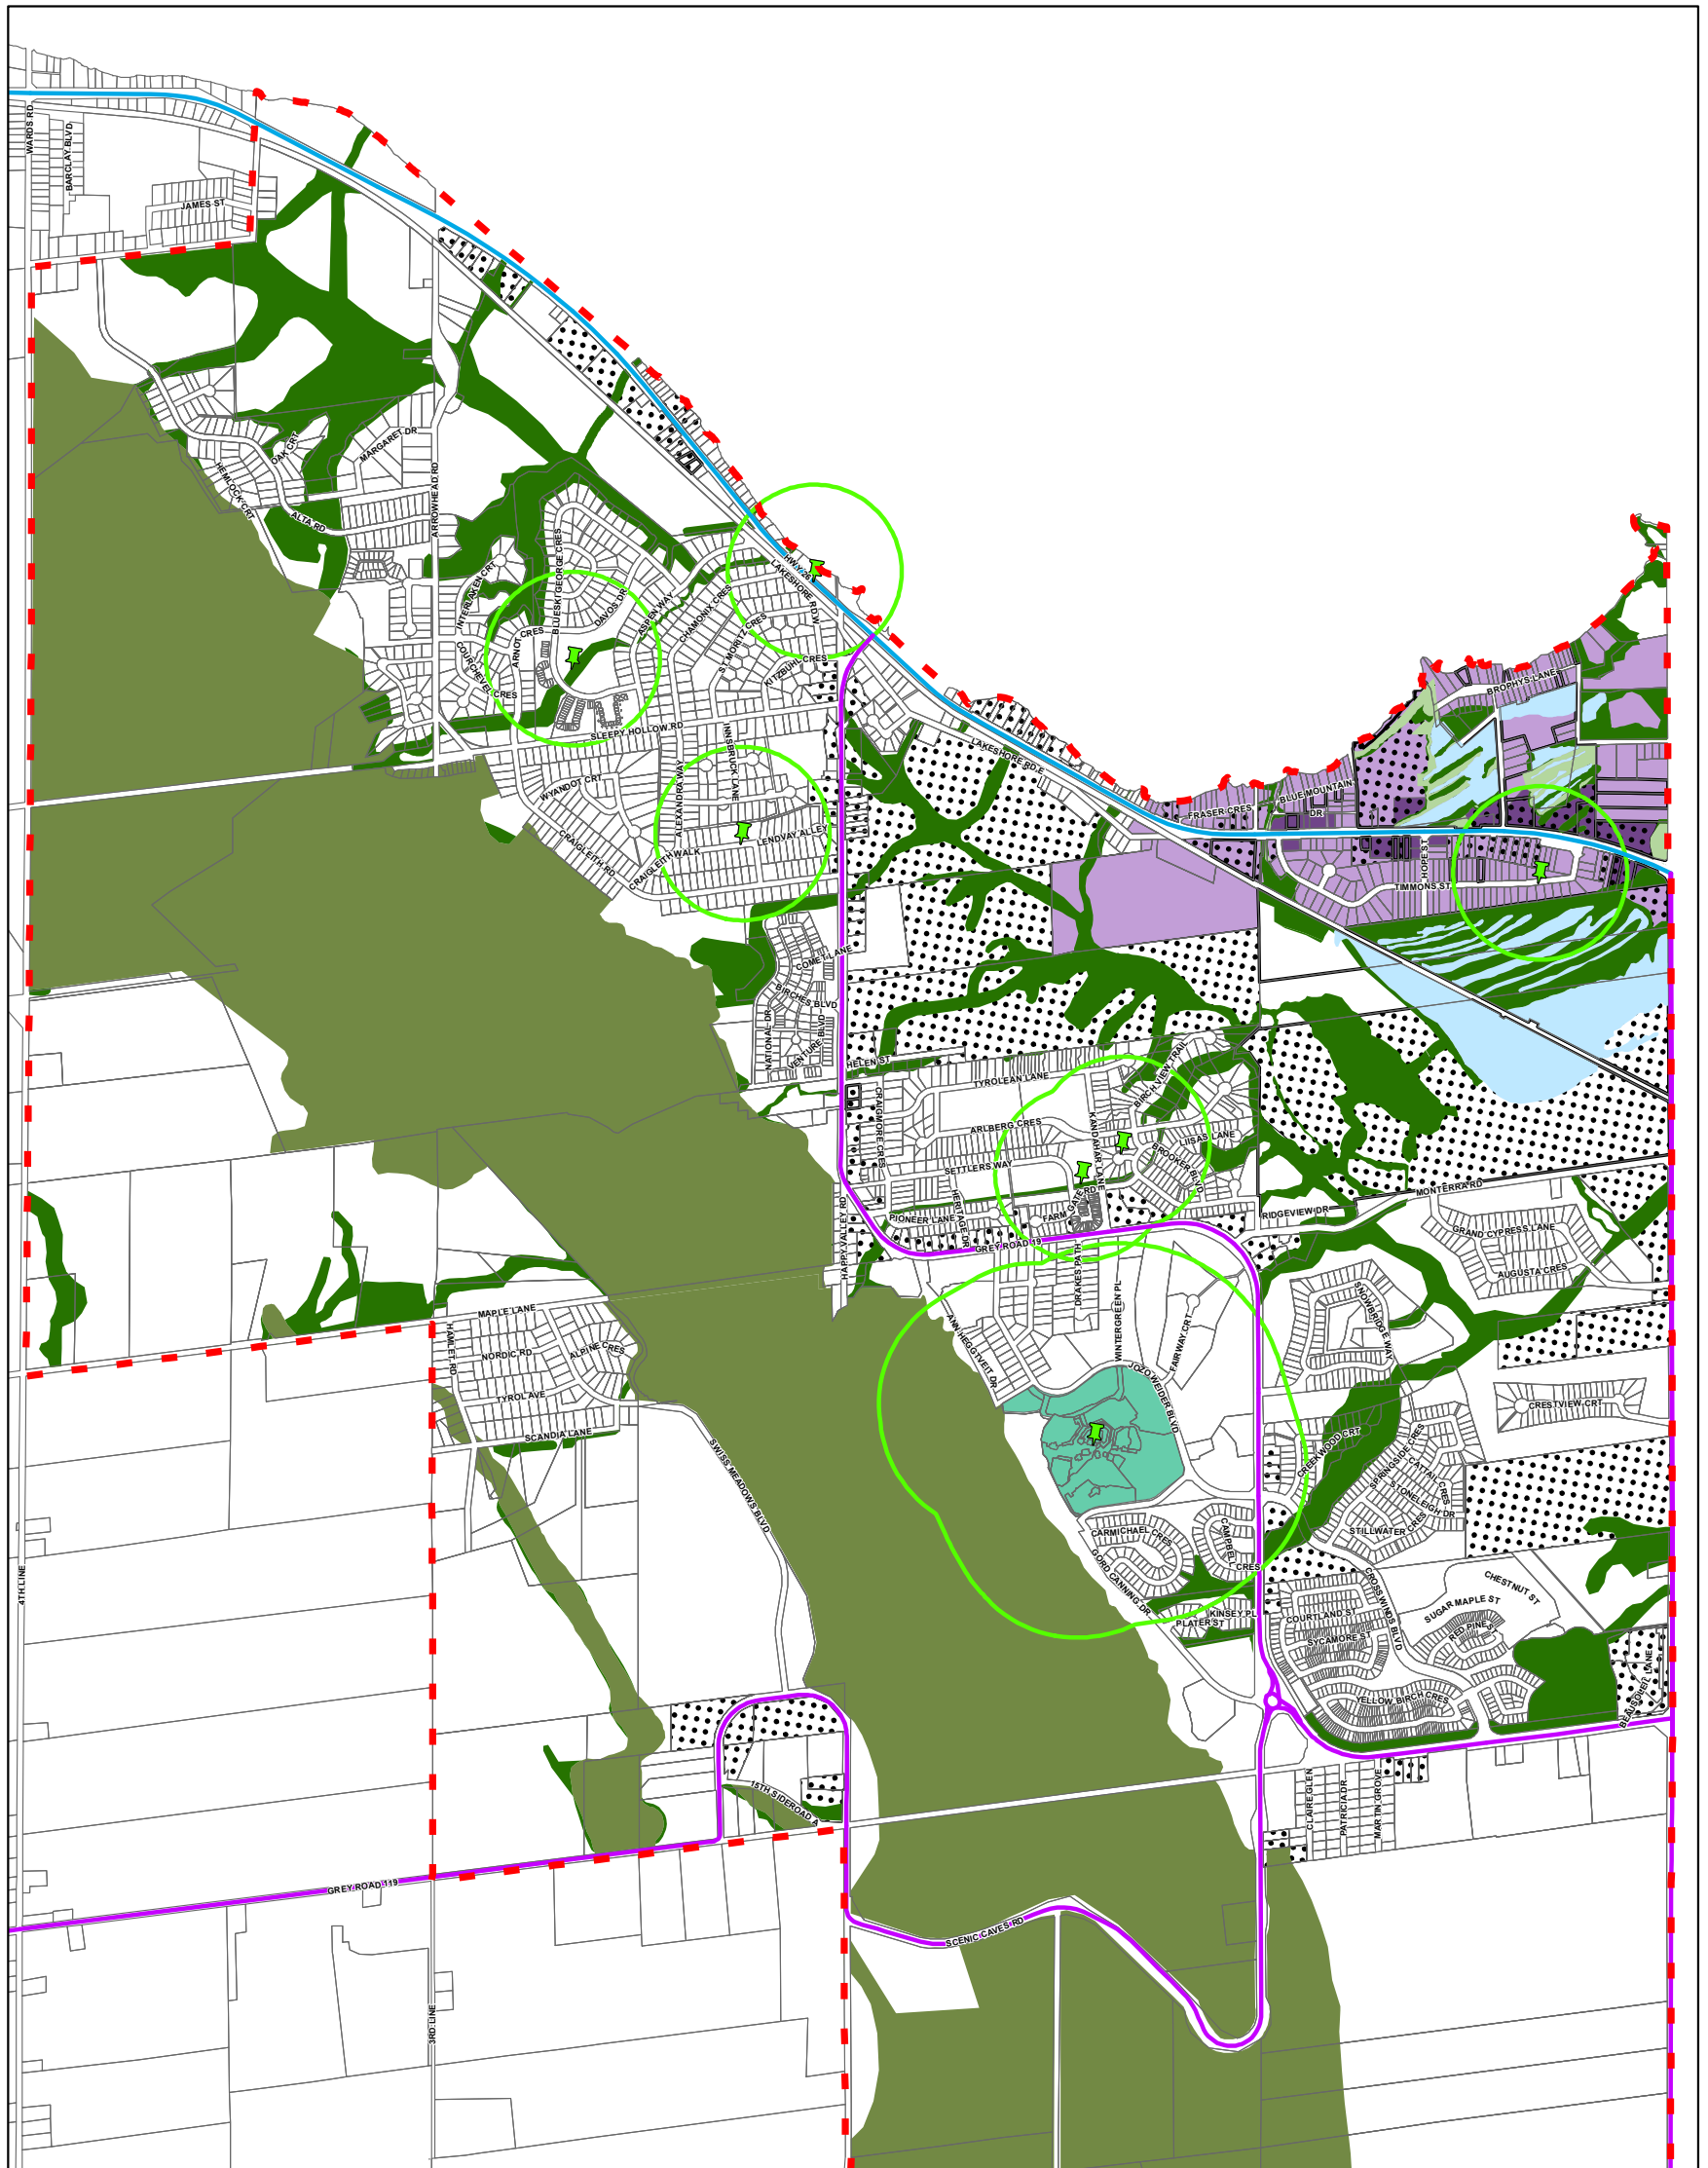 WARDS RD
BARCLAY BLVD
JAMES ST
OAK CRT
MARGARET DR
HEMLOCK CRT
ALTA RD
ARROWHEAD RD
INTERLAKEN CRT
BLUESKI GEORGE CRES
DAVOS DR
ASPEN WAY
CHAMONIX CRES
HWY 26
LAKESHORE RD W
ST MORITZ CRES
KITZBUHL CRES
ARNOT CRES
COURCHEVEL CRES
SLEEPY HOLLOW RD
INNSBRUCK LANE
WYANDOT CRT
ALEXANDRA WAY
LENDVAY ALLEY
CRAIGLEITH RD
CRAIGLEITH WALK
LAKESHORE RD E
BROPHYS LANE
FRASER CRES
BLUE MOUNTAIN DR
HOPE ST
TIMMONS ST
COMET LANE
BIRCHES BLVD
NATIONAL DR
VENTURE BLVD
HELEN ST
TYROLEAN LANE
BIRCH VIEW TRAIL
CRAIGMORE CRES
ARLBERG CRES
KANDAHAR LANE
LIISAS LANE
BROOKER BLVD
SETTLERS WAY
HERITAGE DR
FARM GATE RD
PIONEER LANE
GREY ROAD 19
HAPPY VALLEY RD
MONTERRA RD
RIDGEVIEW DR
GRAND CYPRESS LANE
AUGUSTA CRES
DRAKES PATH
WINTERGREEN PL
FAIRWAY CRT
SNOWBRIDGE WAY
ANN HEGGTVEIT DR
JOZO WEIDER BLVD
MAPLE LANE
HAMLET RD
NORDIC RD
ALPINE CRES
TYROL AVE
SCANDIA LANE
SWISS MEADOWS BLVD
CRESTVIEW CRT
CREEKWOOD CRT
SPRINGSIDE CRES
CATTAIL CRES
STONELEIGH DR
STILLWATER CRES
CARMICHAEL CRES
CAMPBELL CRES
GORD CANNING DR
KINSEY PL
PLATER ST
CROSSWINDS BLVD
COURTLAND ST
SYCAMORE ST
CHESTNUT ST
SUGAR MAPLE ST
RED PINE S
YELLOW BIRCH CRES
BEAUSOLEIL LANE
4TH LINE
15TH SIDEROAD A
CLAIRE GLEN
PATRICIA DR
MARTIN GROVE
GREY ROAD 119
SCENIC CAVES RD
3RD LINE